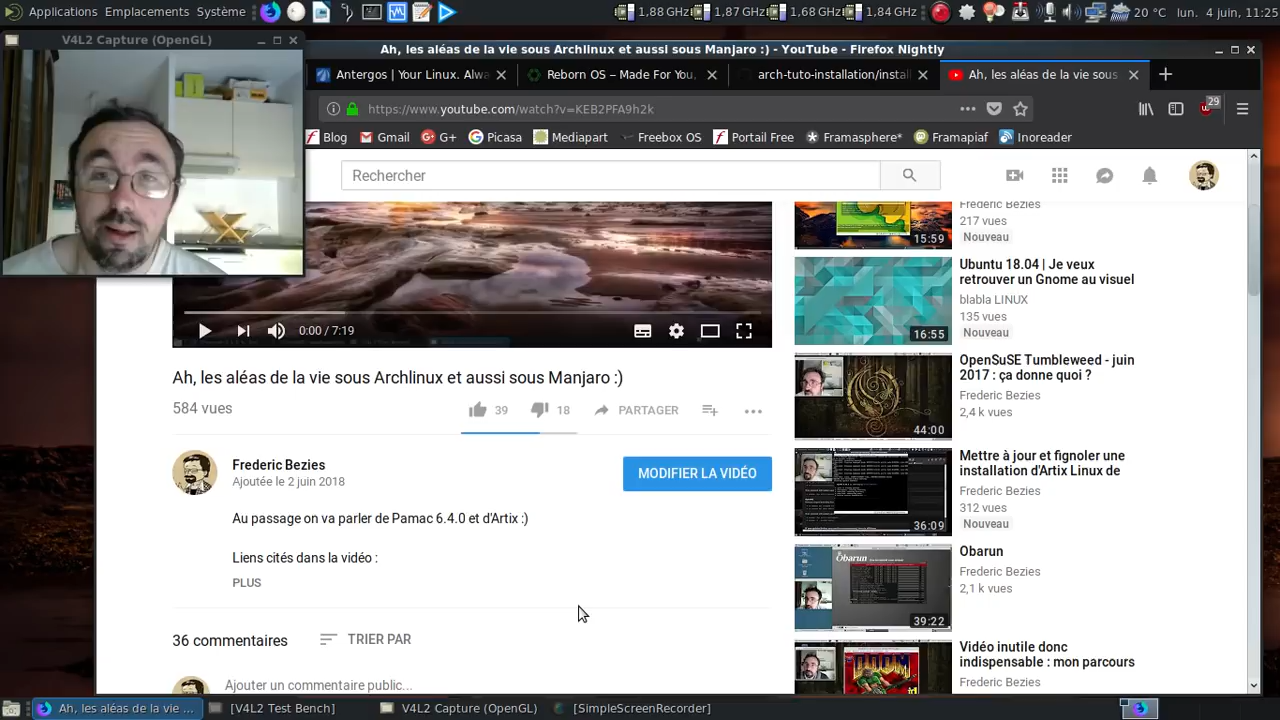 Applications Emplacements Système
1,88 GHz 1,87 GHz 1,68 GHz 1,84 GHz 20 °C lun. 4 juin, 11:25
V4L2 Capture (OpenGL)
Ah, les aléas de la vie sous Archlinux et aussi sous Manjaro :) - YouTube - Firefox Nightly
Antergos | Your Linux. Alwa
Reborn OS – Made For You,
arch-tuto-installation/instal
Ah, les aléas de la vie sous
https://www.youtube.com/watch?v=KEB2PFA9h2k
29
Blog Gmail G+ Picasa Mediapart Freebox OS Portail Free Framasphère* Framapiaf Inoreader
Rechercher
0:00 / 7:19
Ah, les aléas de la vie sous Archlinux et aussi sous Manjaro :)
584 vues
39 18 PARTAGER
Frederic Bezies
Ajoutée le 2 juin 2018
MODIFIER LA VIDÉO
Au passage on va parler de Pamac 6.4.0 et d'Artix :)
Liens cités dans la vidéo :
PLUS
36 commentaires
TRIER PAR
Ajouter un commentaire public...
15:59
Frederic Bezies
217 vues
Nouveau
16:55
Ubuntu 18.04 | Je veux
retrouver un Gnome au visuel
blabla LINUX
135 vues
Nouveau
44:00
OpenSuSE Tumbleweed - juin
2017 : ça donne quoi ?
Frederic Bezies
2,4 k vues
36:09
Mettre à jour et fignoler une
installation d'Artix Linux de
Frederic Bezies
312 vues
Nouveau
Obarun
39:22
Obarun
Frederic Bezies
2,1 k vues
DOOM
Vidéo inutile donc
indispensable : mon parcours
Frederic Bezies
Ah, les aléas de la vie ...
[V4L2 Test Bench]
V4L2 Capture (OpenGL)
[SimpleScreenRecorder]